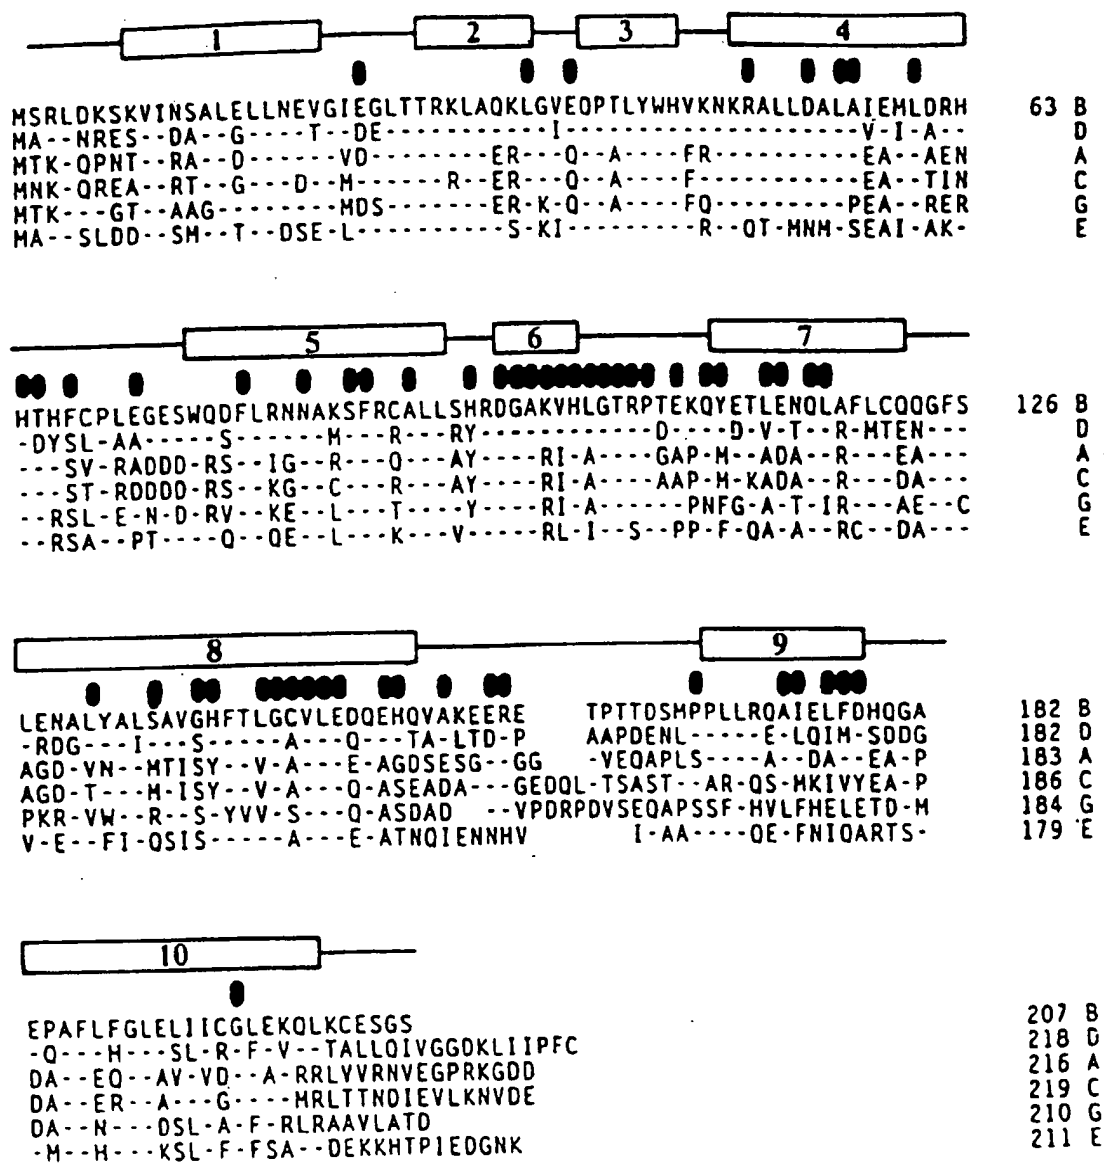 1 2 3 4
MSRLDKSKVINSALELLNEVGIEGLTTRKLAQKLGVEQPTLYWHVKNKRALLDALAIEMLDRH 63 B
MA--NRES--DA--G----T--DE-----------I--------------------V-I-A-- D
MTK-QPNT--RA--D-------VD--------ER---Q--A----FR----------EA--AEN A
MNK-QREA--RT--G---D--M------R--ER---Q--A----F-----------EA--TIN C
MTK---GT--AAG-------MDS-------ER-K-Q--A----FQ---------PEA--RER G
MA--SLDD--SM--T--DSE-L----------S-KI---------R--QT-MNM-SEAI-AK- E
5 6 7
HTHFCPLEGESWQDFLRNNAKSFRCALLSHRDGAKVHLGTRPTEKQYETLENQLAFLCQQGFS 126 B
-DYSL-AA-----S------M---R---RY------------D----D-V-T--R-MTEN--- D
---SV-RADDD-RS--IG--R---Q---AY----RI-A----GAP-M--ADA--R---EA--- A
---ST-RDDDD-RS--KG--C---R---AY----RI-A----AAP-M-KADA--R---DA--- C
--RSL-E-N-D-RV--KE--L---T----Y----RI-A------PNFG-A-T-IR---AE--C G
--RSA--PT----Q--QE--L---K---V-----RL-I--S--PP-F-QA-A--RC--DA--- E
8 9
LENALYALSAVGHFTLGCVLEDQEHQVAKEERE TPTTDSMPPLLRQAIELFDHQGA 182 B
-RDG---I---S-----A---Q---TA-LTD-P AAPDENL-----E-LQIM-SDDG 182 D
AGD-VN--MTISY--V-A---E-AGDSESG--GG -VEQAPLS----A--DA--EA-P 183 A
AGD-T---M-ISY--V-A---Q-ASEADA---GEDQL-TSAST--AR-QS-MKIVYEA-P 186 C
PKR-VW--R--S-YVV-S---Q-ASDAD --VPDRPDVSEQAPSSF-HVLFHELETD-M 184 G
V-E--FI-QSIS-----A---E-ATNQIENNHV I-AA----QE-FNIQARTS- 179 E
10
EPAFLFGLELIICGLEKQLKCESGS 207 B
-Q---H---SL-R-F-V--TALLQIVGGDKLIIPFC 218 D
DA--EQ--AV-VD--A-RRLVVRNVEGPRKGDD 216 A
DA--ER--A---G----MRLTTNDIEVLKNVDE 219 C
DA--N---DSL-A-F-RLRAAVLATD 210 G
-M--H---KSL-F-FSA--DEKKHTPIEDGNK 211 E